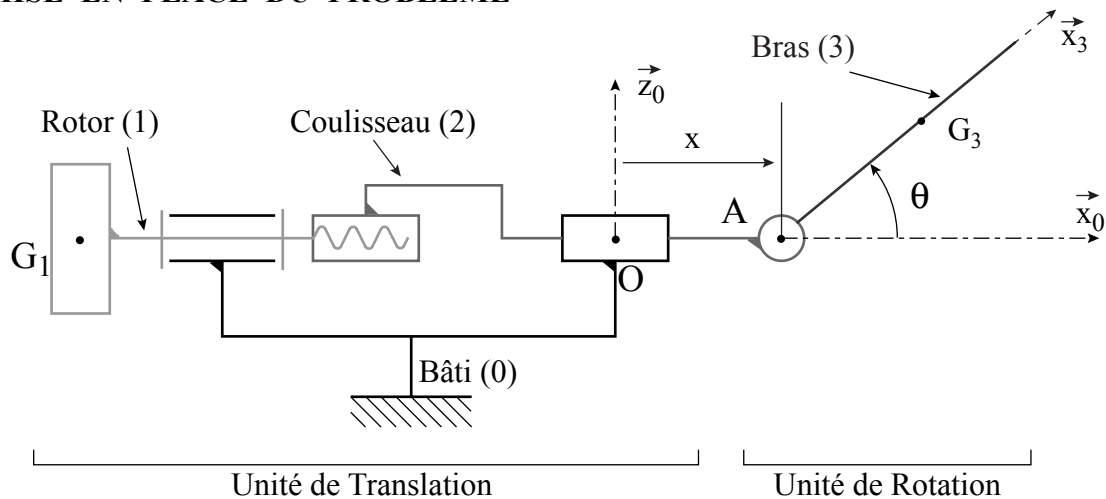 MISE EN PLACE DU PROBLÈME
Bras (3)
x₃
z₀
Rotor (1)
Coulisseau (2)
x
G₃
A
θ
x₀
G₁
O
Bâti (0)
Unité de Translation
Unité de Rotation